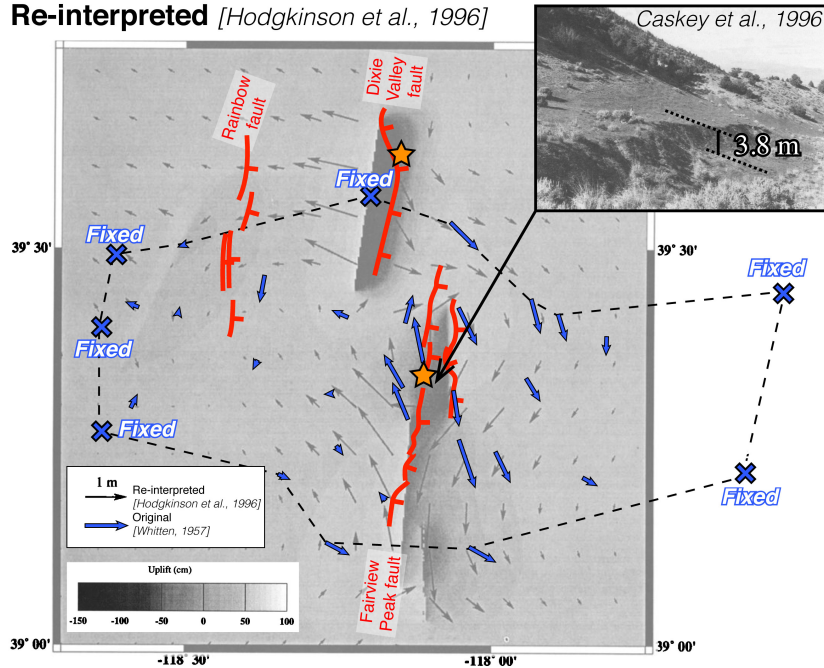 Re-interpreted [Hodgkinson et al., 1996]
Caskey et al., 1996
3.8 m
Rainbow
fault
Dixie
Valley
fault
Fixed
Fixed
Fixed
Fixed
Fixed
Fixed
39° 30'
39° 30'
1 m
Re-interpreted
[Hodgkinson et al., 1996]
Original
[Whitten, 1957]
Uplift (cm)
-150 -100 -50 0 50 100
Fairview
Peak fault
39° 00'
39° 00'
-118° 30'
-118° 00'